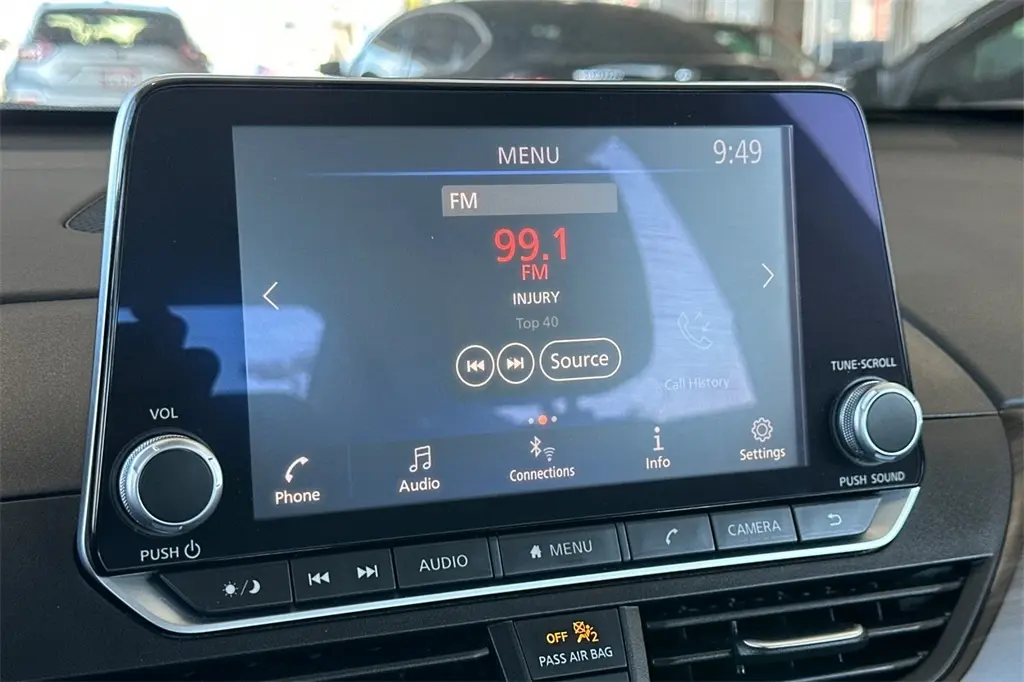 MENU
9:49
FM
99.1
FM
INJURY
Top 40
Source
Call History
Phone
Audio
Connections
Info
Settings
VOL
PUSH
TUNE·SCROLL
PUSH SOUND
AUDIO
MENU
CAMERA
OFF 2
PASS AIR BAG